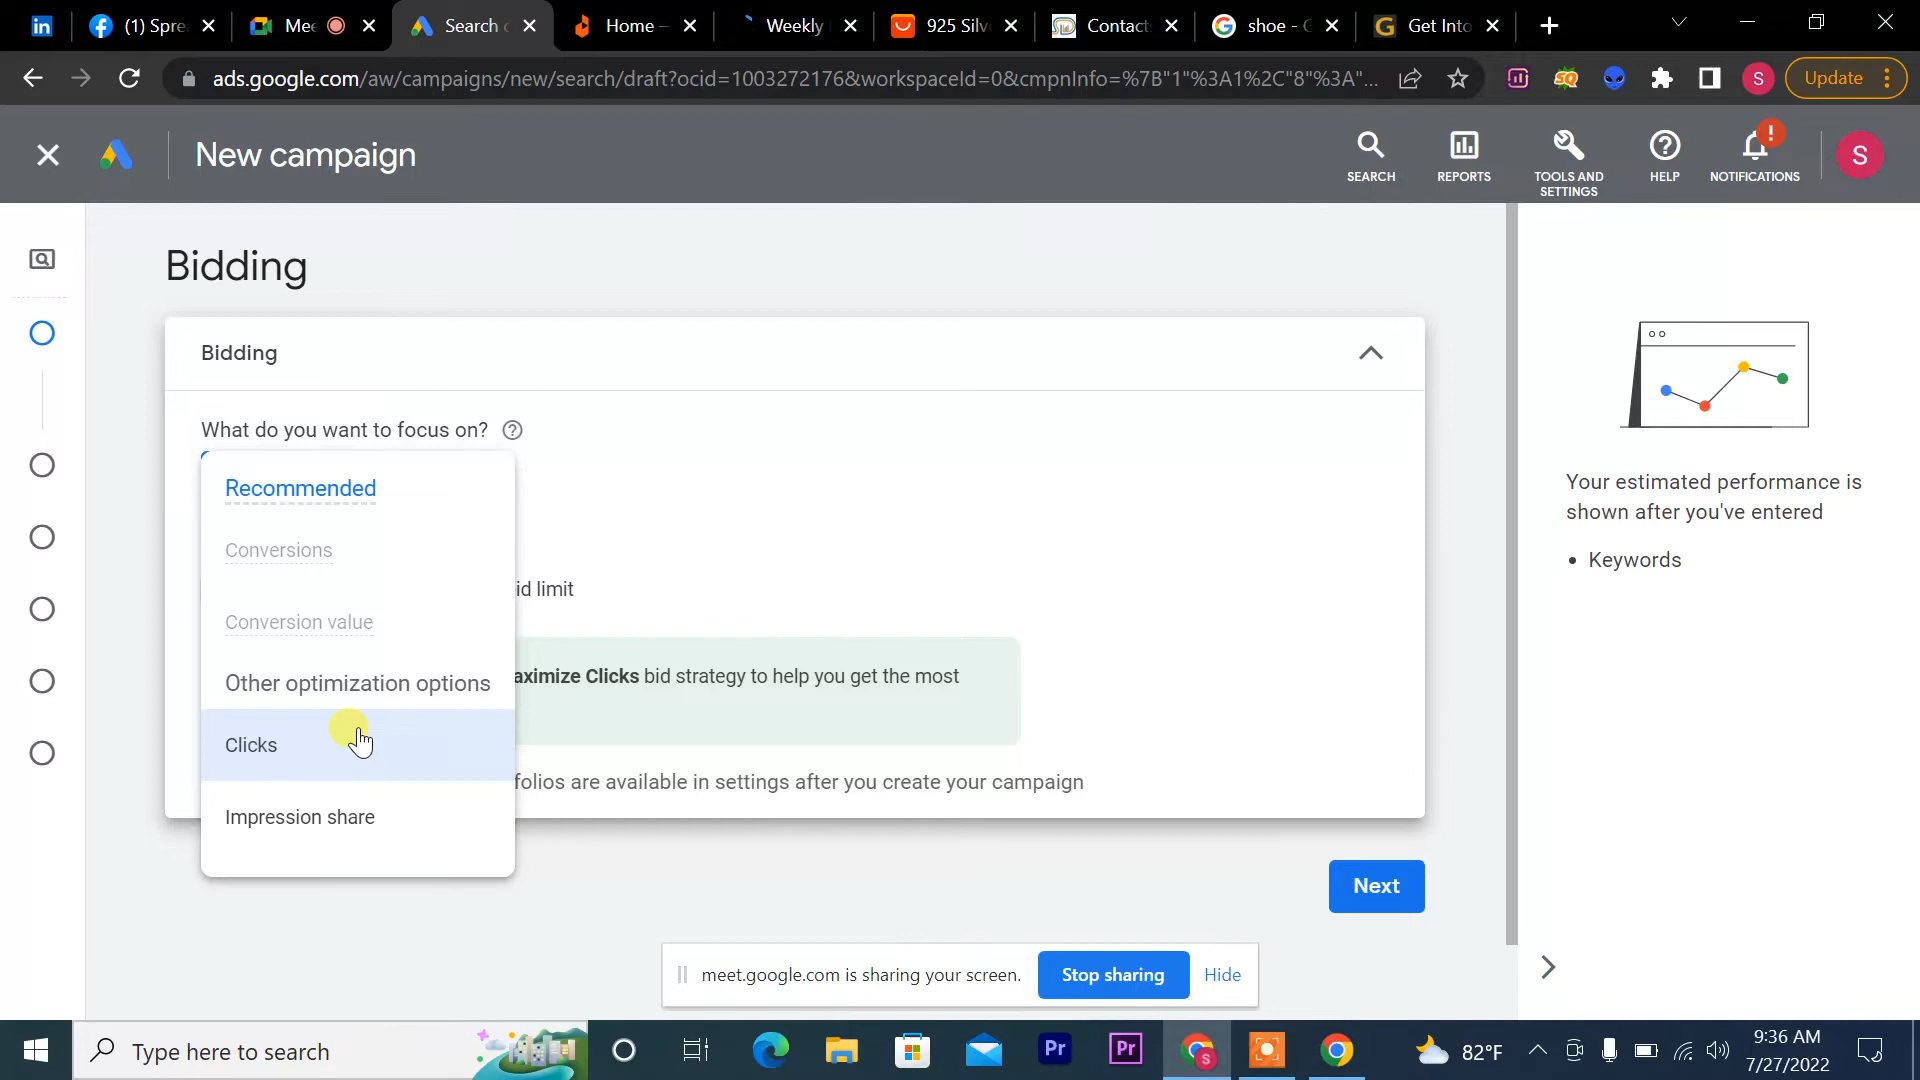 (1) Spre
Mee
Search c
Home –
Weekly
925 Silv
Contact
shoe - G
Get Into
ads.google.com/aw/campaigns/new/search/draft?ocid=1003272176&workspaceId=0&cmpnInfo=%7B"1"%3A1%2C"8"%3A"...
S
Update
New campaign
SEARCH
REPORTS
TOOLS AND
SETTINGS
HELP
NOTIFICATIONS
S
Bidding
Bidding
What do you want to focus on?
Recommended
Conversions
id limit
Conversion value
aximize Clicks bid strategy to help you get the most
Other optimization options
Clicks
folios are available in settings after you create your campaign
Impression share
Next
Your estimated performance is
shown after you've entered
• Keywords
meet.google.com is sharing your screen.
Stop sharing
Hide
Type here to search
Pr
Pr
S
82°F
9:36 AM
7/27/2022